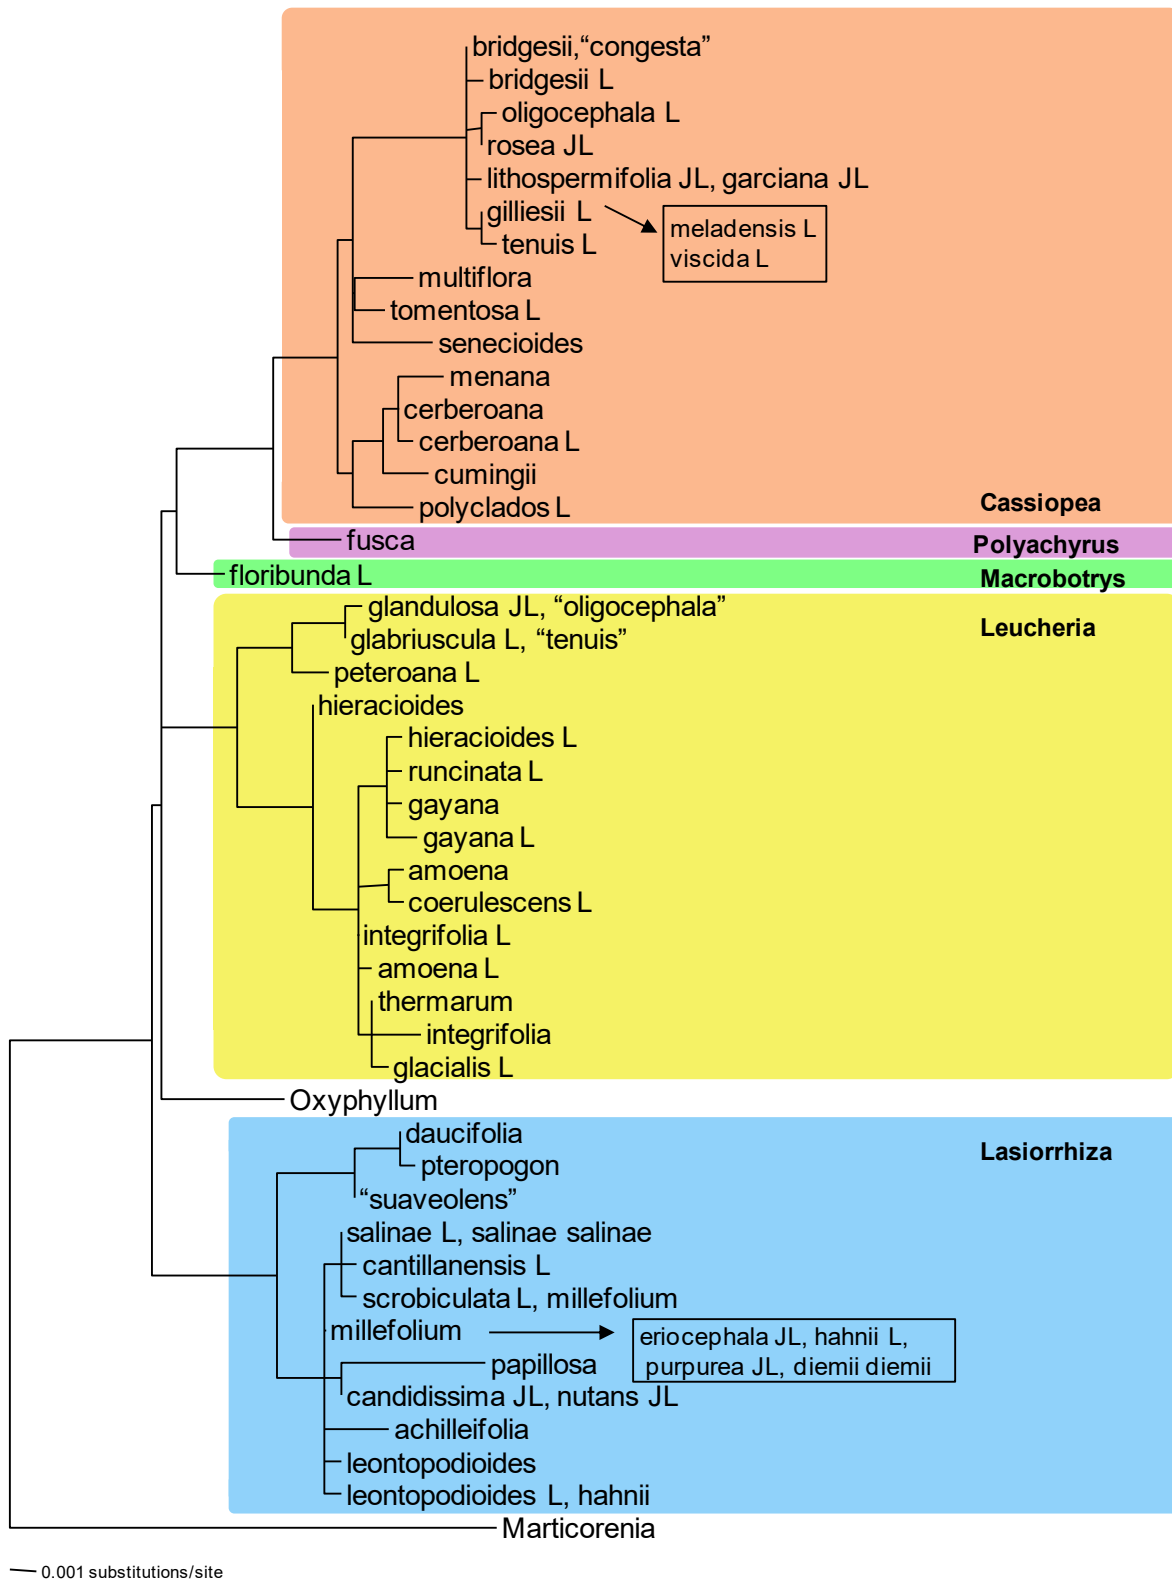 bridgesii,“congesta”
bridgesii L
oligocephala L
rosea JL
lithospermifolia JL, garciana JL
gilliesii L
meladensis L
viscida L
tenuis L
multiflora
tomentosa L
senecioides
menana
cerberoana
cerberoana L
cumingii
polyclados L
Cassiopea
fusca
Polyachyrus
floribunda L
Macrobotrys
glandulosa JL, “oligocephala”
Leucheria
glabriuscula L, “tenuis”
peteroana L
hieracioides
hieracioides L
runcinata L
gayana
gayana L
amoena
coerulescens L
integrifolia L
amoena L
thermarum
integrifolia
glacialis L
Oxyphyllum
daucifolia
Lasiorrhiza
pteropogon
“suaveolens”
salinae L, salinae salinae
cantillanensis L
scrobiculata L, millefolium
millefolium
eriocephala JL, hahnii L,
purpurea JL, diemii diemii
papillosa
candidissima JL, nutans JL
achilleifolia
leontopodioides
leontopodioides L, hahnii
Marticorenia
0.001 substitutions/site